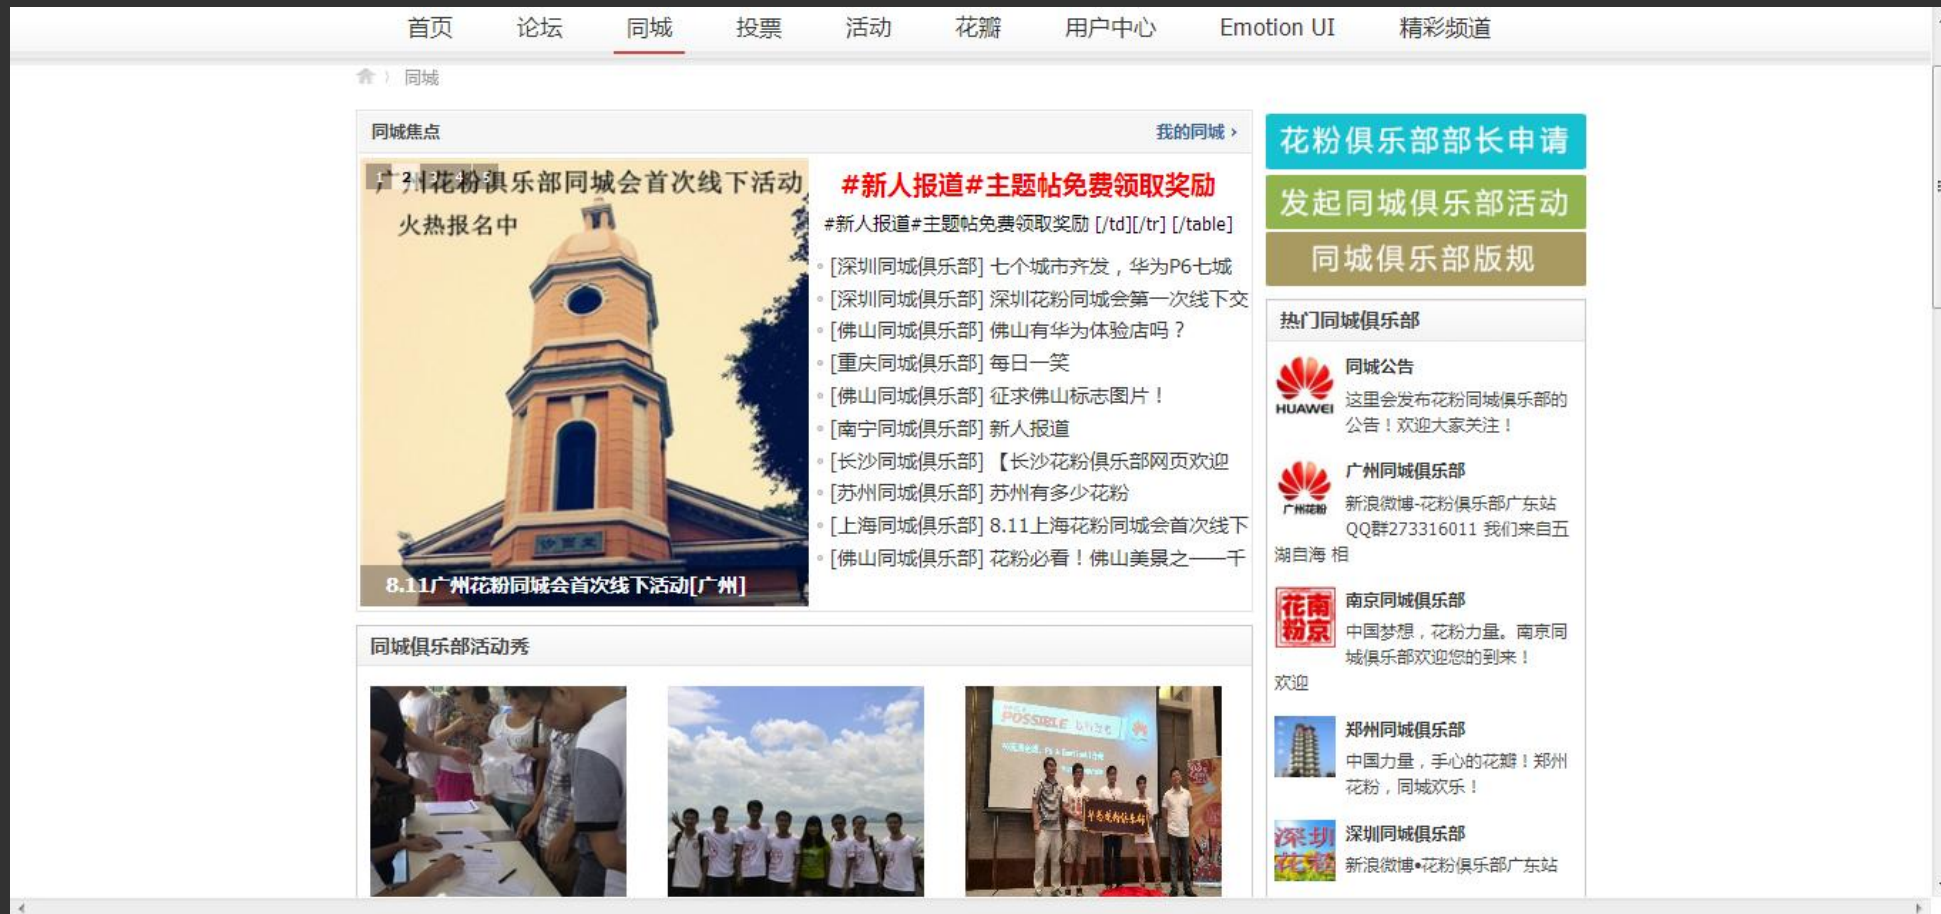 首页 论坛 同城 投票 活动 花瓣 用户中心 Emotion UI 精彩频道
同城
同城焦点 我的同城 ›
1 2 3 4 5
广州花粉俱乐部同城会首次线下活动
火热报名中
8.11广州花粉同城会首次线下活动[广州]
#新人报道#主题帖免费领取奖励
#新人报道#主题帖免费领取奖励 [/td][/tr] [/table]
[深圳同城俱乐部] 七个城市齐发，华为P6七城
[深圳同城俱乐部] 深圳花粉同城会第一次线下交
[佛山同城俱乐部] 佛山有华为体验店吗？
[重庆同城俱乐部] 每日一笑
[佛山同城俱乐部] 征求佛山标志图片！
[南宁同城俱乐部] 新人报道
[长沙同城俱乐部] 【长沙花粉俱乐部网页欢迎
[苏州同城俱乐部] 苏州有多少花粉
[上海同城俱乐部] 8.11上海花粉同城会首次线下
[佛山同城俱乐部] 花粉必看！佛山美景之——千
同城俱乐部活动秀
POSSIBLE
花粉俱乐部部长申请
发起同城俱乐部活动
同城俱乐部版规
热门同城俱乐部
HUAWEI
同城公告
这里会发布花粉同城俱乐部的
公告！欢迎大家关注！
广州花粉
广州同城俱乐部
新浪微博-花粉俱乐部广东站
QQ群273316011 我们来自五
湖自海 相
花南
粉京
南京同城俱乐部
中国梦想，花粉力量。南京同
城俱乐部欢迎您的到来！
欢迎
郑州同城俱乐部
中国力量，手心的花瓣！郑州
花粉，同城欢乐！
深圳
花粉
深圳同城俱乐部
新浪微博•花粉俱乐部广东站